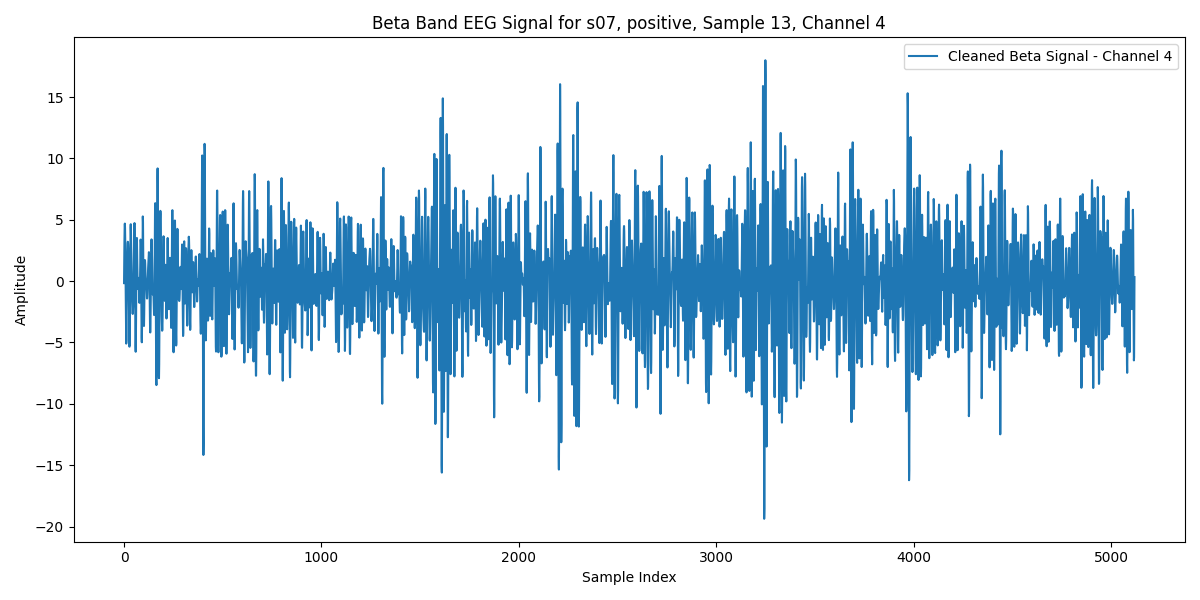 Beta Band EEG Signal for s07, positive, Sample 13, Channel 4
Cleaned Beta Signal - Channel 4
Amplitude
15
10
5
0
−5
−10
−15
−20
0 1000 2000 3000 4000 5000
Sample Index